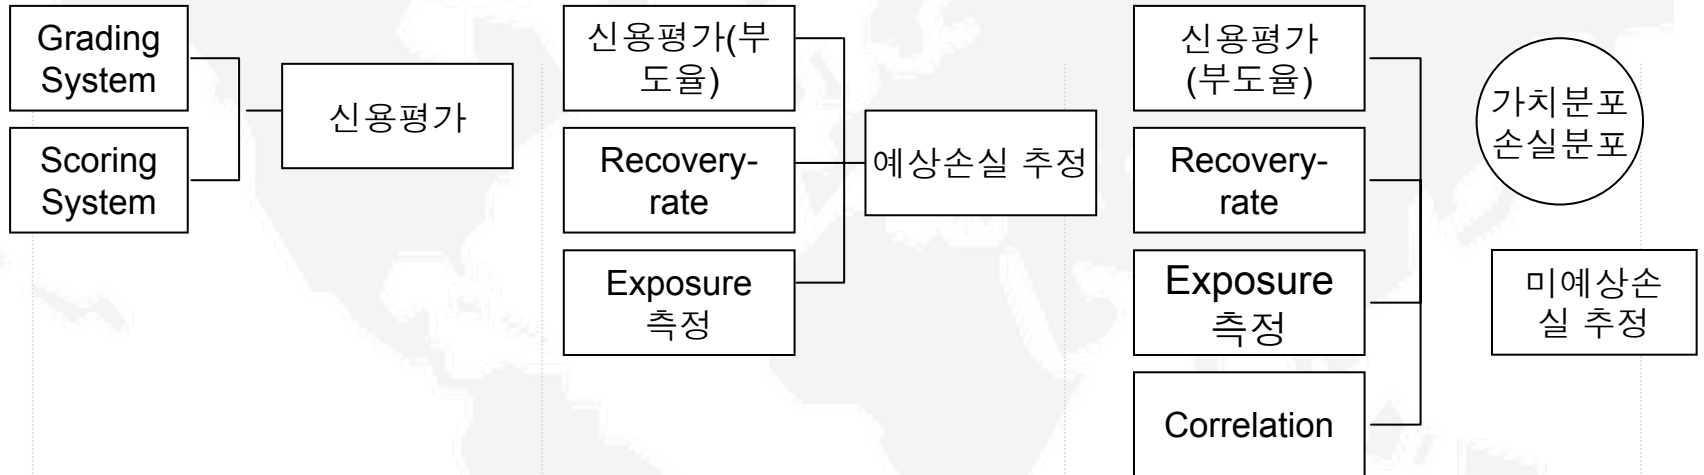 Grading
System
Scoring
System
신용평가
신용평가(부
도율)
Recovery-
rate
Exposure
측정
예상손실 추정
신용평가
(부도율)
Recovery-
rate
Exposure
측정
Correlation
가치분포
손실분포
미예상손
실 추정